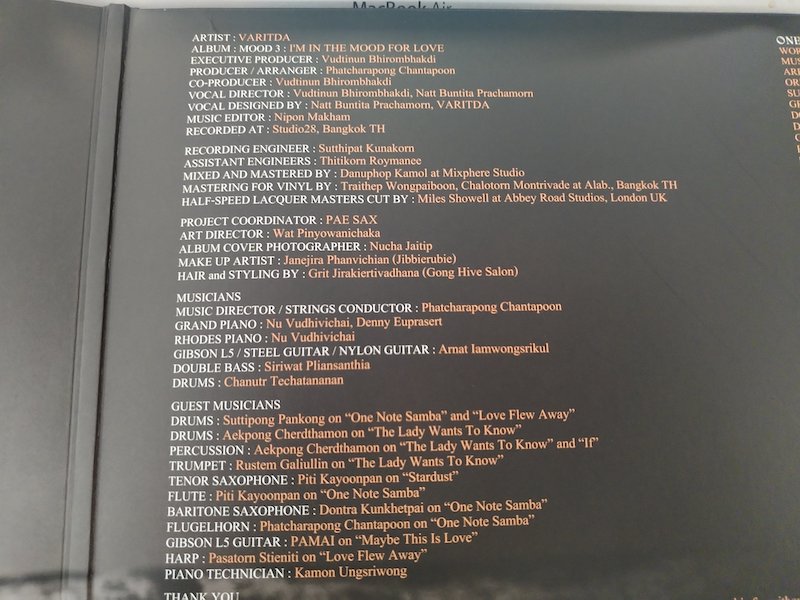 MacBook Air
ARTIST : VARITDA
ALBUM : MOOD 3 : I'M IN THE MOOD FOR LOVE
EXECUTIVE PRODUCER : Vudtinun Bhirombhakdi
PRODUCER / ARRANGER : Phatcharapong Chantapoon
CO-PRODUCER : Vudtinun Bhirombhakdi
VOCAL DIRECTOR : Vudtinun Bhirombhakdi, Natt Buntita Prachamorn
VOCAL DESIGNED BY : Natt Buntita Prachamorn, VARITDA
MUSIC EDITOR : Nipon Makham
RECORDED AT : Studio28, Bangkok TH
RECORDING ENGINEER : Sutthipat Kunakorn
ASSISTANT ENGINEERS : Thitikorn Roymanee
MIXED AND MASTERED BY : Danuphop Kamol at Mixphere Studio
MASTERING FOR VINYL BY : Traithep Wongpaiboon, Chalotorn Montrivade at Alab., Bangkok TH
HALF-SPEED LACQUER MASTERS CUT BY : Miles Showell at Abbey Road Studios, London UK
PROJECT COORDINATOR : PAE SAX
ART DIRECTOR : Wat Pinyowanichaka
ALBUM COVER PHOTOGRAPHER : Nucha Jaitip
MAKE UP ARTIST : Janejira Phanvichian (Jibbierubie)
HAIR and STYLING BY : Grit Jirakiertivadhana (Gong Hive Salon)
MUSICIANS
MUSIC DIRECTOR / STRINGS CONDUCTOR : Phatcharapong Chantapoon
GRAND PIANO : Nu Vudhivichai, Denny Euprasert
RHODES PIANO : Nu Vudhivichai
GIBSON L5 / STEEL GUITAR / NYLON GUITAR : Arnat Iamwongsrikul
DOUBLE BASS : Siriwat Pliansanthia
DRUMS : Chanutr Techatananan
GUEST MUSICIANS
DRUMS : Suttipong Pankong on “One Note Samba” and “Love Flew Away”
DRUMS : Aekpong Cherdthamon on “The Lady Wants To Know”
PERCUSSION : Aekpong Cherdthamon on “The Lady Wants To Know” and “If”
TRUMPET : Rustem Galiullin on “The Lady Wants To Know”
TENOR SAXOPHONE : Piti Kayoonpan on “Stardust”
FLUTE : Piti Kayoonpan on “One Note Samba”
BARITONE SAXOPHONE : Dontra Kunkhetpai on “One Note Samba”
FLUGELHORN : Phatcharapong Chantapoon on “One Note Samba”
GIBSON L5 GUITAR : PAMAI on “Maybe This Is Love”
HARP : Pasatorn Stieniti on “Love Flew Away”
PIANO TECHNICIAN : Kamon Ungsriwong
THANK YOU
ONE